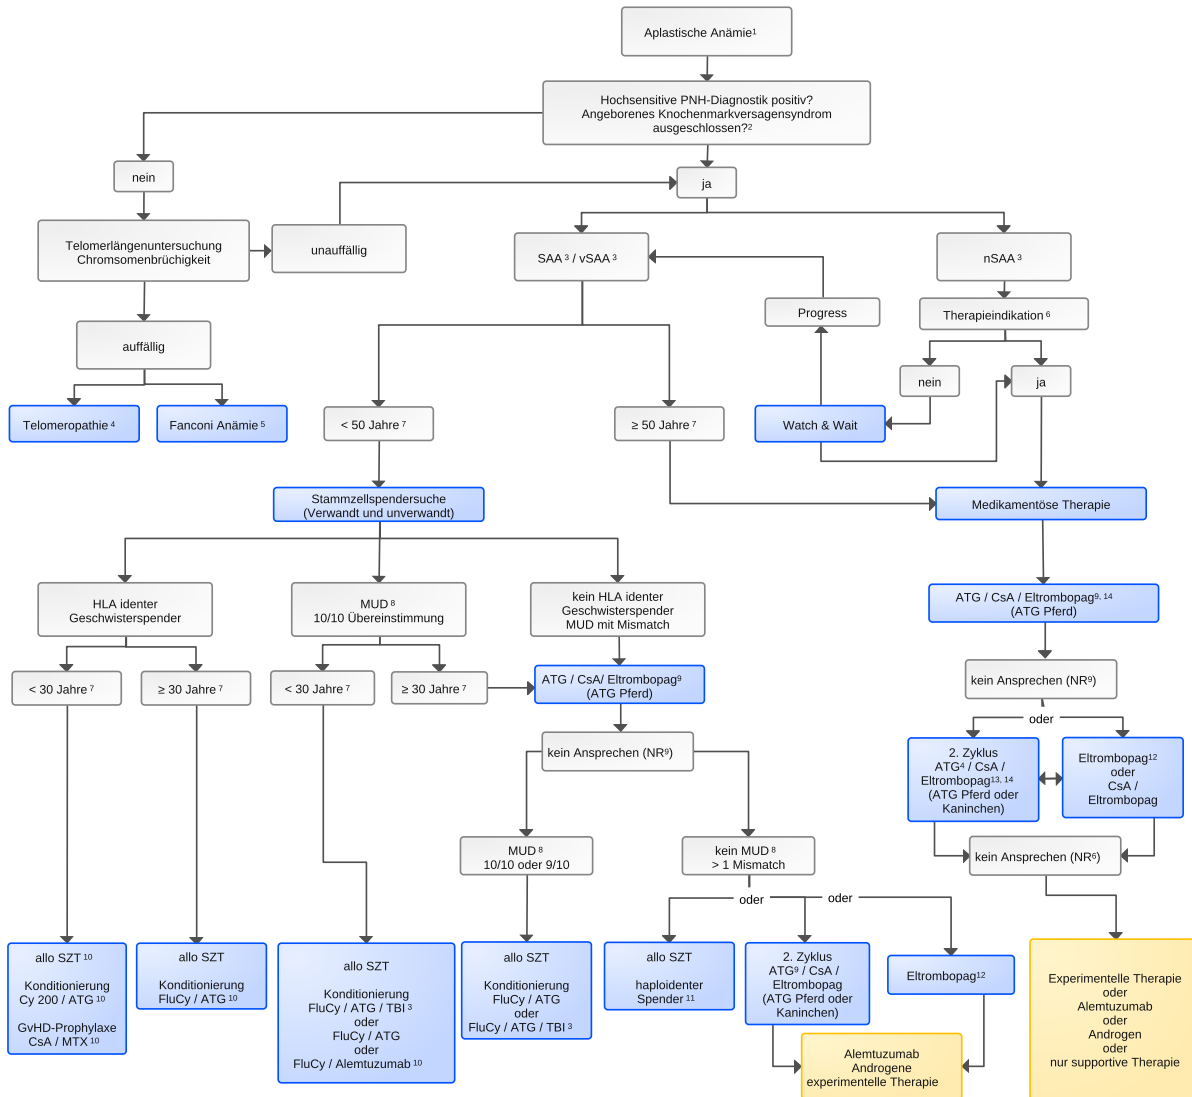 Aplastische Anämie¹
Hochsensitive PNH-Diagnostik positiv?
Angeborenes Knochenmarkversagensyndrom
ausgeschlossen?²
nein
ja
Telomerlängenuntersuchung
Chromsomenbrüchigkeit
unauffällig
SAA ³ / vSAA ³
nSAA ³
Progress
Therapieindikation ⁶
auffällig
nein
ja
Telomeropathie ⁴
Fanconi Anämie ⁵
< 50 Jahre ⁷
≥ 50 Jahre ⁷
Watch & Wait
Stammzellspendersuche
(Verwandt und unverwandt)
Medikamentöse Therapie
HLA identer
Geschwisterspender
MUD ⁸
10/10 Übereinstimmung
kein HLA identer
Geschwisterspender
MUD mit Mismatch
ATG / CsA / Eltrombopag⁹, ¹⁴
(ATG Pferd)
< 30 Jahre ⁷
≥ 30 Jahre ⁷
< 30 Jahre ⁷
≥ 30 Jahre ⁷
ATG / CsA/ Eltrombopag⁹
(ATG Pferd)
kein Ansprechen (NR⁹)
oder
kein Ansprechen (NR⁹)
2. Zyklus
ATG⁴ / CsA /
Eltrombopag¹³, ¹⁴
(ATG Pferd oder
Kaninchen)
Eltrombopag¹²
oder
CsA /
Eltrombopag
MUD ⁸
10/10 oder 9/10
kein MUD ⁸
> 1 Mismatch
kein Ansprechen (NR⁶)
oder
oder
allo SZT ¹⁰
Konditionierung
Cy 200 / ATG ¹⁰
GvHD-Prophylaxe
CsA / MTX ¹⁰
allo SZT
Konditionierung
FluCy / ATG ¹⁰
allo SZT
Konditionierung
FluCy / ATG / TBI ³
oder
FluCy / ATG
oder
FluCy / Alemtuzumab ¹⁰
allo SZT
Konditionierung
FluCy / ATG
oder
FluCy / ATG / TBI ³
allo SZT
haploidenter
Spender ¹¹
2. Zyklus
ATG⁹ / CsA /
Eltrombopag
(ATG Pferd oder
Kaninchen)
Eltrombopag¹²
Experimentelle Therapie
oder
Alemtuzumab
oder
Androgen
oder
nur supportive Therapie
Alemtuzumab
Androgene
experimentelle Therapie